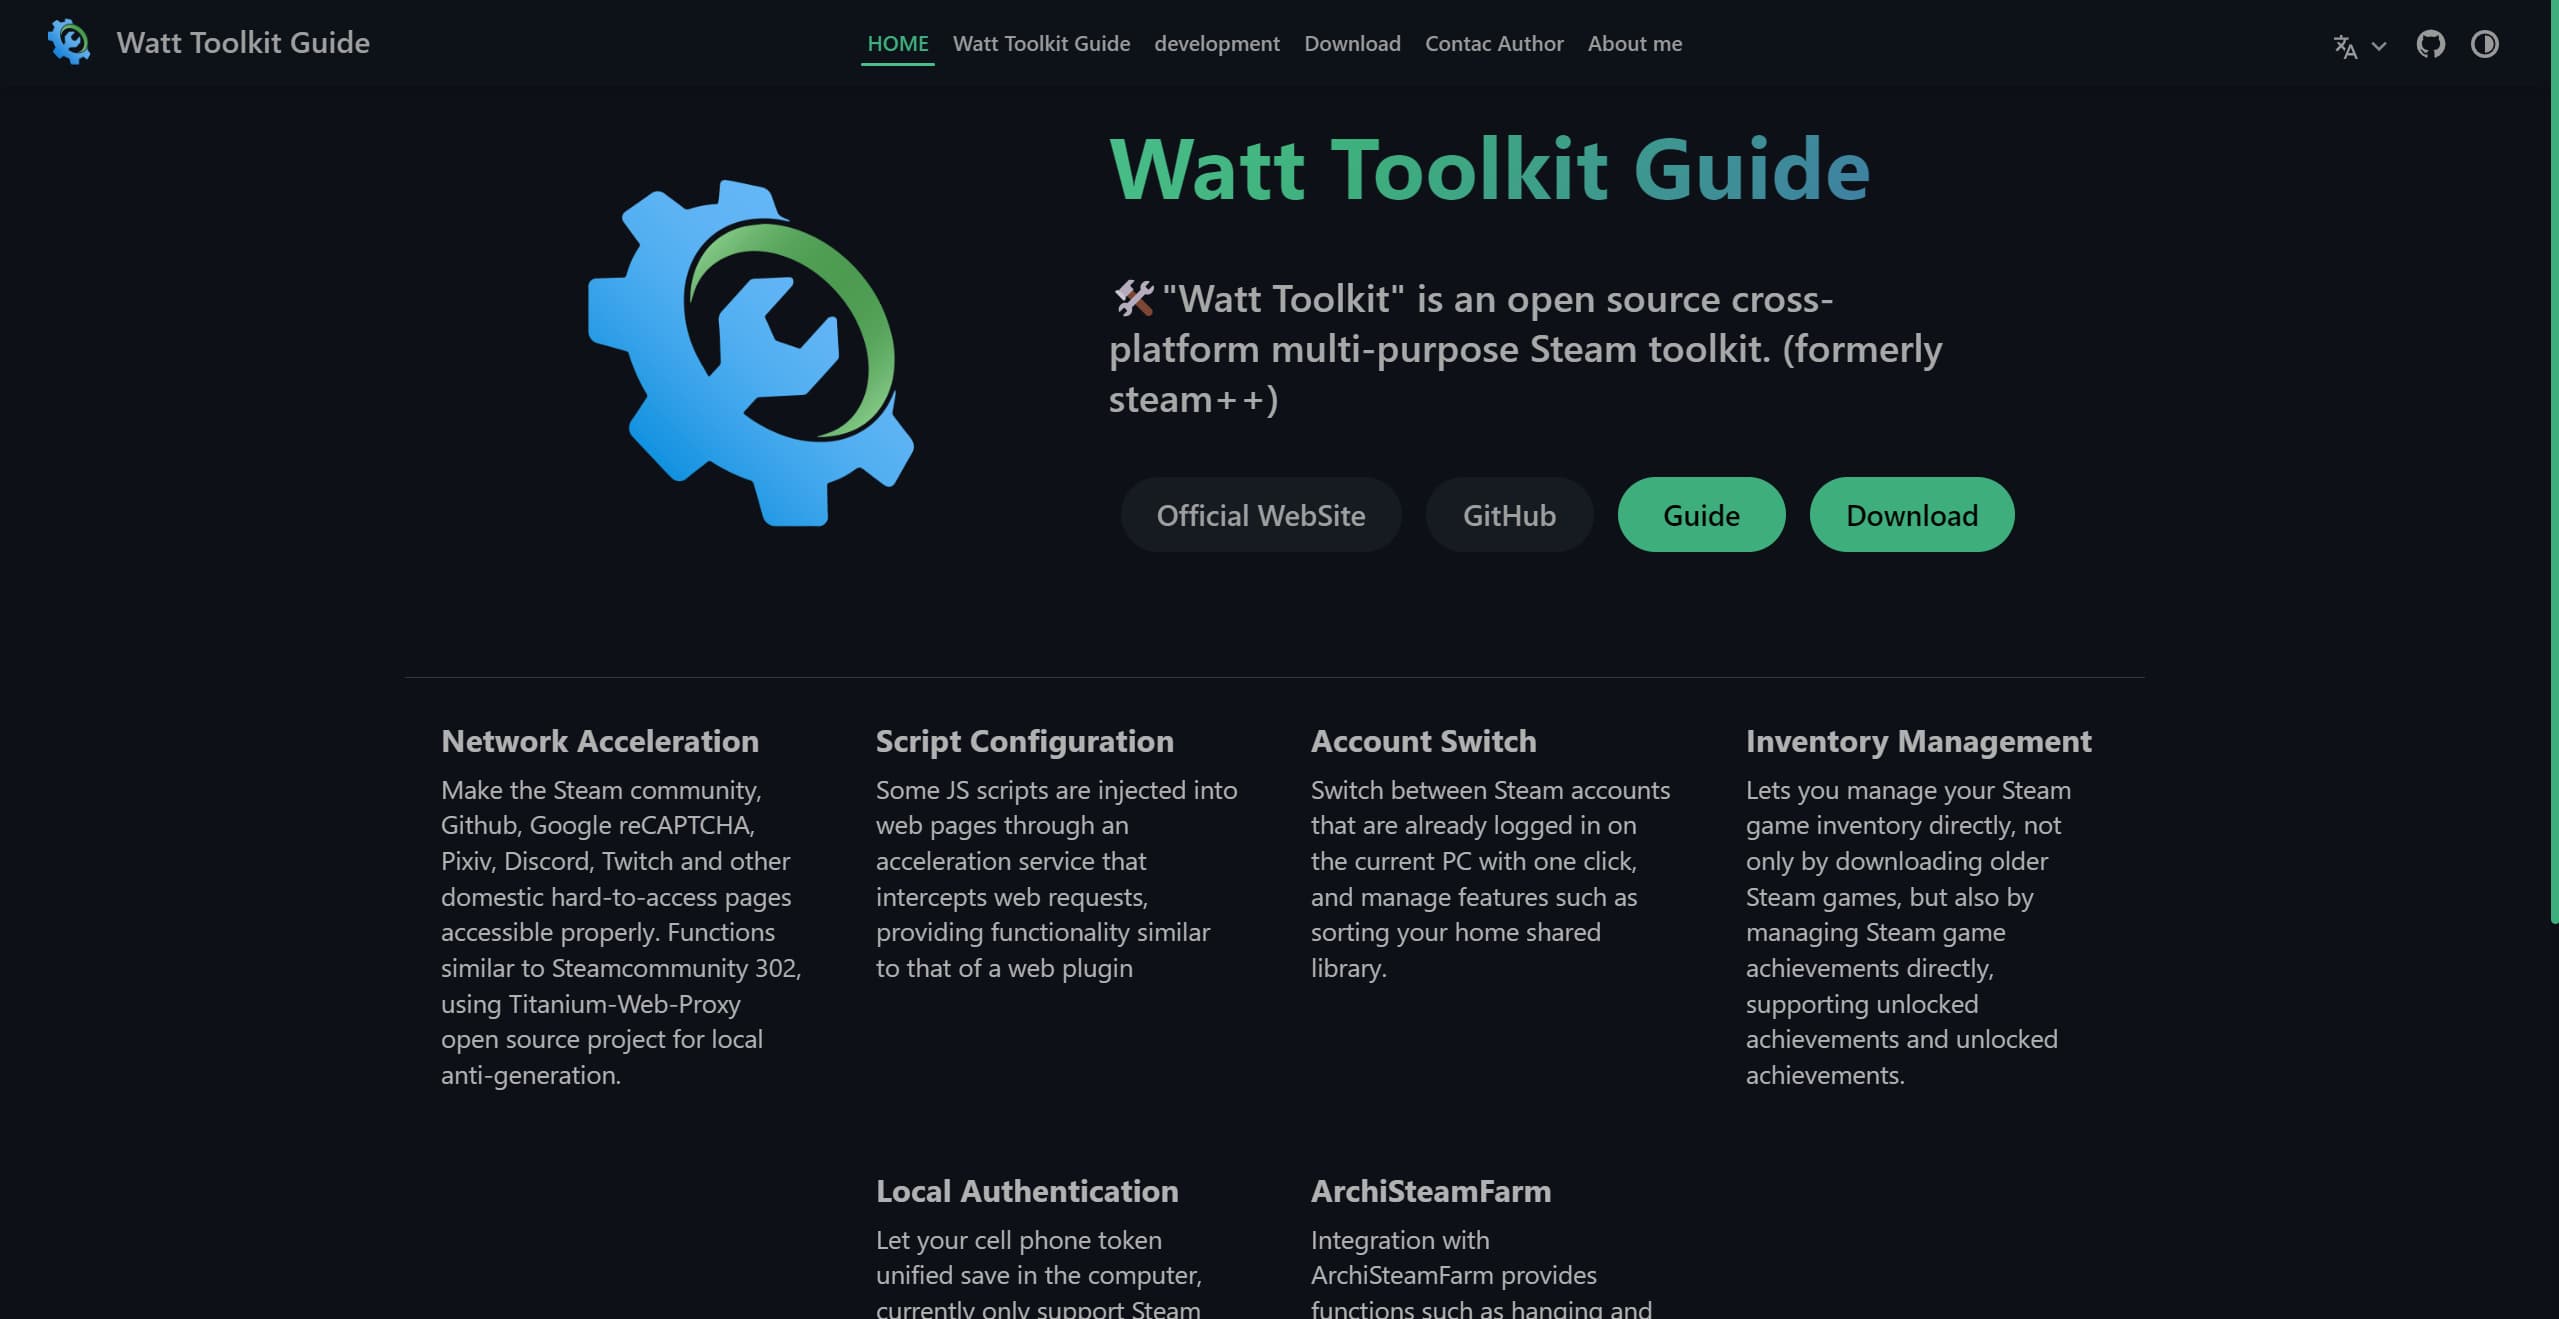 Watt Toolkit Guide
HOME Watt Toolkit Guide development Download Contac Author About me
Watt Toolkit Guide
🛠"Watt Toolkit" is an open source cross-
platform multi-purpose Steam toolkit. (formerly
steam++)
Official WebSite GitHub Guide Download
Network Acceleration
Make the Steam community,
Github, Google reCAPTCHA,
Pixiv, Discord, Twitch and other
domestic hard-to-access pages
accessible properly. Functions
similar to Steamcommunity 302,
using Titanium-Web-Proxy
open source project for local
anti-generation.
Script Configuration
Some JS scripts are injected into
web pages through an
acceleration service that
intercepts web requests,
providing functionality similar
to that of a web plugin
Account Switch
Switch between Steam accounts
that are already logged in on
the current PC with one click,
and manage features such as
sorting your home shared
library.
Inventory Management
Lets you manage your Steam
game inventory directly, not
only by downloading older
Steam games, but also by
managing Steam game
achievements directly,
supporting unlocked
achievements and unlocked
achievements.
Local Authentication
Let your cell phone token
unified save in the computer,
currently only support Steam
ArchiSteamFarm
Integration with
ArchiSteamFarm provides
functions such as hanging and